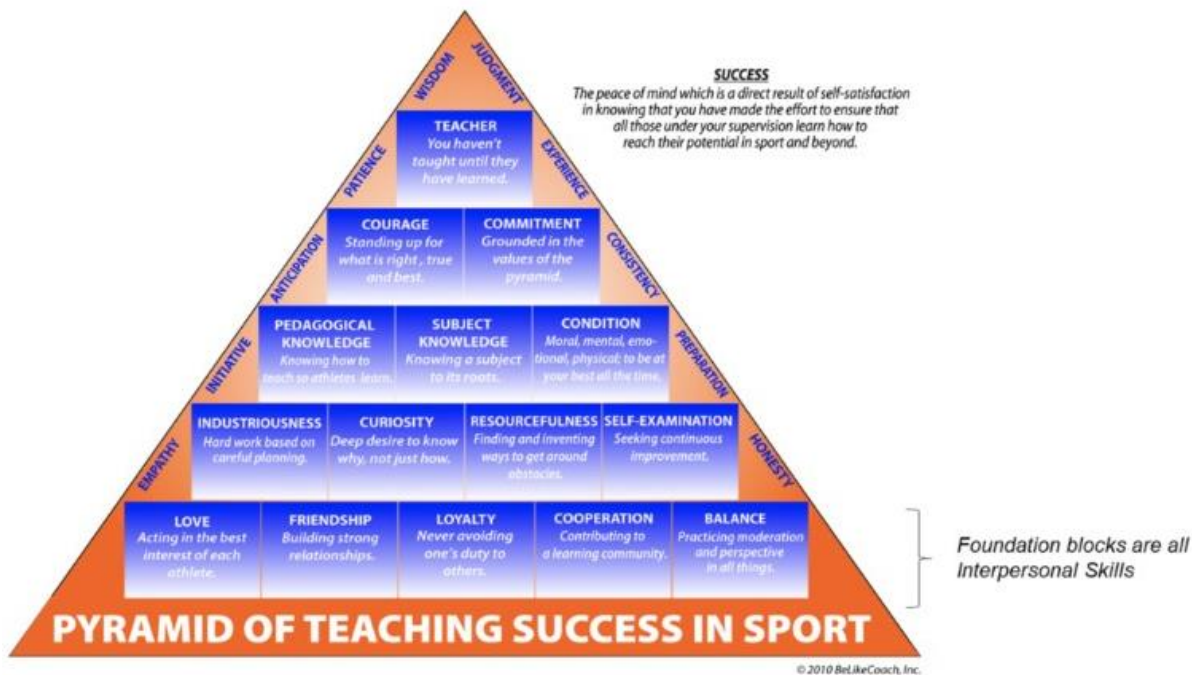 WISDOM
JUDGMENT
SUCCESS
The peace of mind which is a direct result of self-satisfaction
in knowing that you have made the effort to ensure that
all those under your supervision learn how to
reach their potential in sport and beyond.
TEACHER
You haven't
taught until they
have learned.
PATIENCE
EXPERIENCE
COURAGE
Standing up for
what is right , true
and best.
COMMITMENT
Grounded in the
values of the
pyramid.
ANTICIPATION
CONSISTENCY
PEDAGOGICAL
KNOWLEDGE
Knowing how to
teach so athletes learn.
SUBJECT
KNOWLEDGE
Knowing a subject
to its roots.
CONDITION
Moral, mental, emo-
tional, physical; to be at
your best all the time.
INITIATIVE
PREPARATION
INDUSTRIOUSNESS
Hard work based on
careful planning.
CURIOSITY
Deep desire to know
why, not just how.
RESOURCEFULNESS
Finding and inventing
ways to get around
obstacles.
SELF-EXAMINATION
Seeking continuous
improvement.
EMPATHY
HONESTY
LOVE
Acting in the best
interest of each
athlete.
FRIENDSHIP
Building strong
relationships.
LOYALTY
Never avoiding
one's duty to
others.
COOPERATION
Contributing to
a learning community.
BALANCE
Practicing moderation
and perspective
in all things.
Foundation blocks are all
Interpersonal Skills
PYRAMID OF TEACHING SUCCESS IN SPORT
© 2010 BeLikeCoach, Inc.